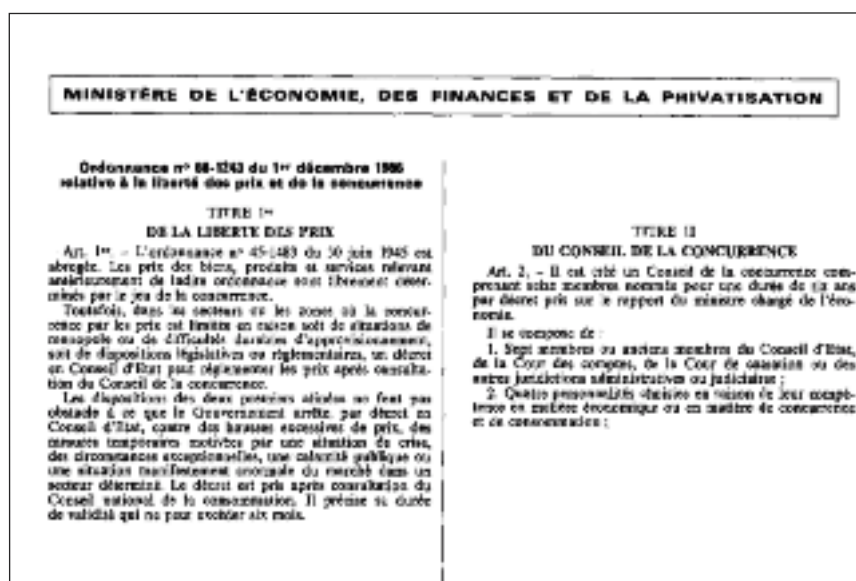 MINISTÈRE DE L'ÉCONOMIE, DES FINANCES ET DE LA PRIVATISATION
Ordonnance n° 86-1243 du 1er décembre 1986
relative à la liberté des prix et de la concurrence
TITRE 1er
DE LA LIBERTE DES PRIX
Art. 1er. – L'ordonnance n° 45-1483 du 30 juin 1945 est
abrogée. Les prix des biens, produits et services relevant
antérieurement de ladite ordonnance sont librement déter-
minés par le jeu de la concurrence.
Toutefois, dans les secteurs ou les zones où la concur-
rence par les prix est limitée en raison soit de situations de
monopole ou de difficultés durables d'approvisionnement,
soit de dispositions législatives ou réglementaires, un décret
en Conseil d'Etat peut réglementer les prix après consulta-
tion du Conseil de la concurrence.
Les dispositions des deux premiers alinéas ne font pas
obstacle à ce que le Gouvernement arrête, par décret en
Conseil d'Etat, contre des hausses excessives de prix, des
mesures temporaires motivées par une situation de crise,
des circonstances exceptionnelles, une calamité publique ou
une situation manifestement anormale du marché dans un
secteur déterminé. Le décret est pris après consultation du
Conseil national de la consommation. Il précise sa durée
de validité qui ne peut excéder six mois.
TITRE II
DU CONSEIL DE LA CONCURRENCE
Art. 2. – Il est créé un Conseil de la concurrence com-
prenant seize membres nommés pour une durée de six ans
par décret pris sur le rapport du ministre chargé de l'éco-
nomie.
Il se compose de :
1. Sept membres ou anciens membres du Conseil d'Etat,
de la Cour des comptes, de la Cour de cassation ou des
autres juridictions administratives ou judiciaires ;
2. Quatre personnalités choisies en raison de leur compé-
tence en matière économique ou en matière de concurrence
et de consommation ;